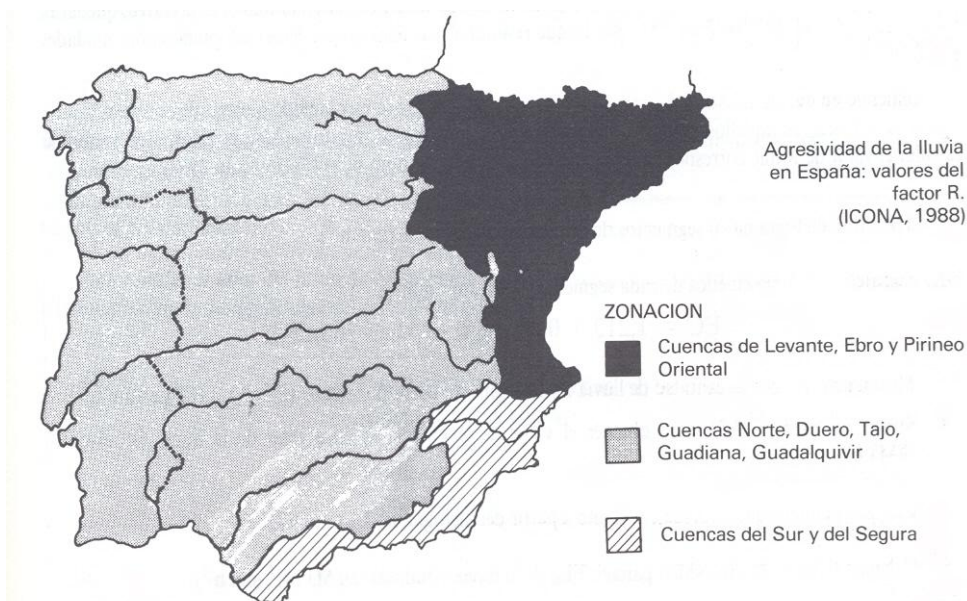 Agresividad de la lluvia
en España: valores del
factor R.
(ICONA, 1988)
ZONACION
Cuencas de Levante, Ebro y Pirineo
Oriental
Cuencas Norte, Duero, Tajo,
Guadiana, Guadalquivir
Cuencas del Sur y del Segura